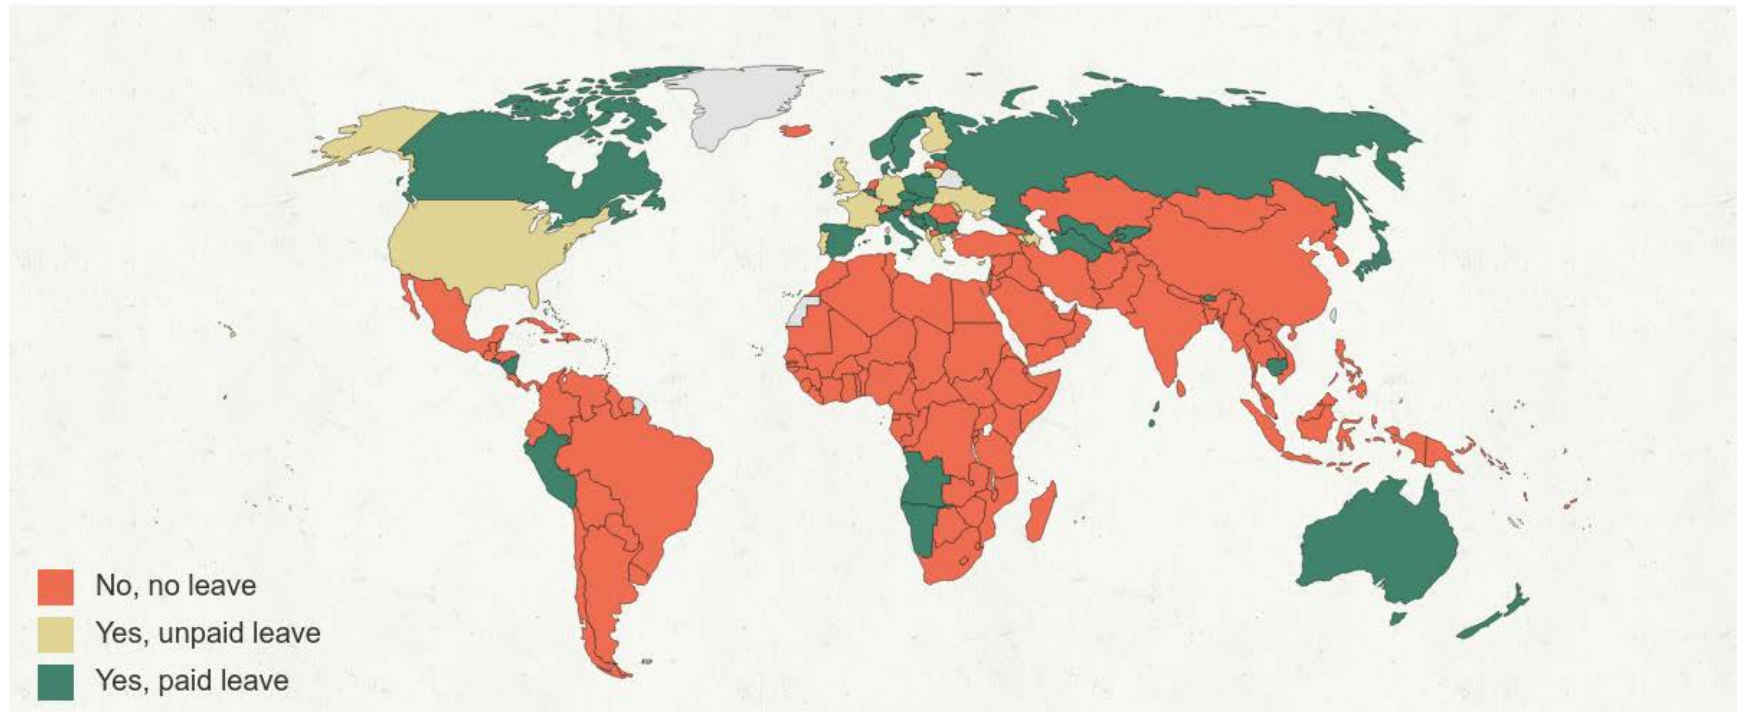 No, no leave
Yes, unpaid leave
Yes, paid leave